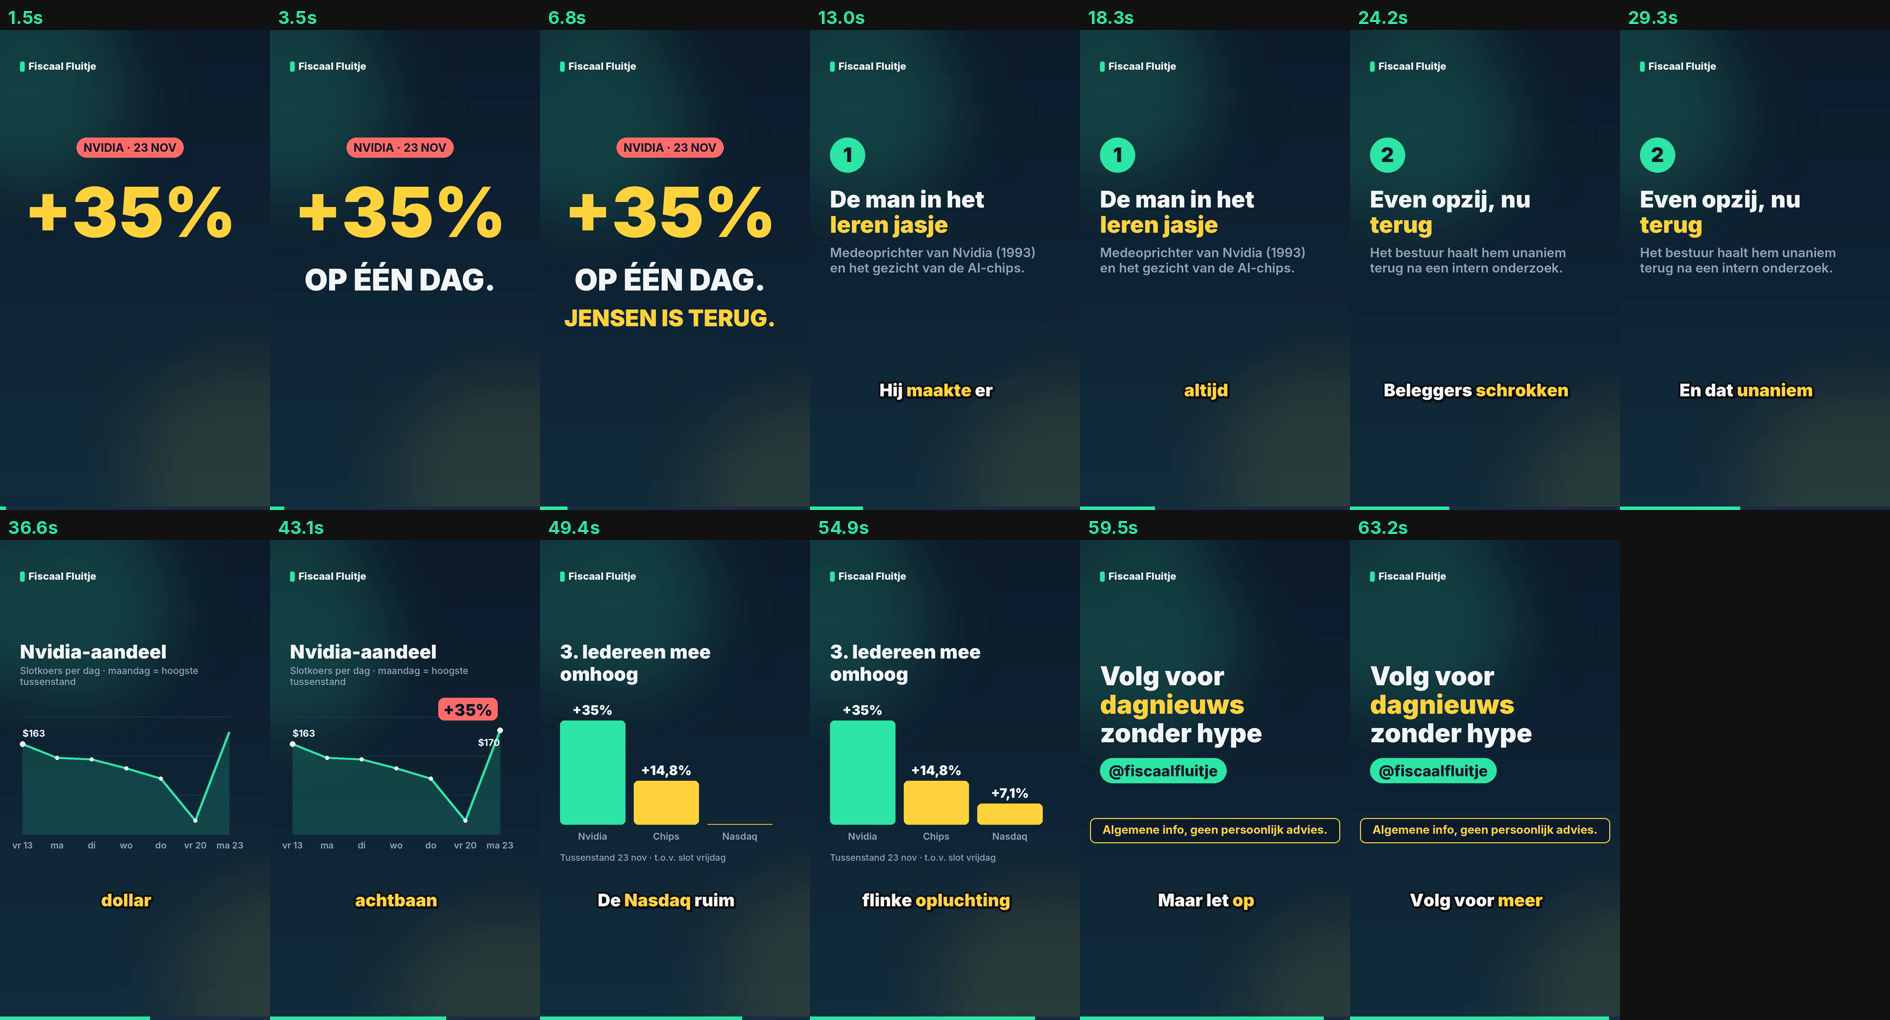 1.5s
Fiscaal Fluitje
NVIDIA · 23 NOV
+35%
3.5s
Fiscaal Fluitje
NVIDIA · 23 NOV
+35%
OP ÉÉN DAG.
6.8s
Fiscaal Fluitje
NVIDIA · 23 NOV
+35%
OP ÉÉN DAG.
JENSEN IS TERUG.
13.0s
Fiscaal Fluitje
1
De man in het
leren jasje
Medeoprichter van Nvidia (1993)
en het gezicht van de AI-chips.
Hij maakte er
18.3s
Fiscaal Fluitje
1
De man in het
leren jasje
Medeoprichter van Nvidia (1993)
en het gezicht van de AI-chips.
altijd
24.2s
Fiscaal Fluitje
2
Even opzij, nu
terug
Het bestuur haalt hem unaniem
terug na een intern onderzoek.
Beleggers schrokken
29.3s
Fiscaal Fluitje
2
Even opzij, nu
terug
Het bestuur haalt hem unaniem
terug na een intern onderzoek.
En dat unaniem
36.6s
Fiscaal Fluitje
Nvidia-aandeel
Slotkoers per dag · maandag = hoogste
tussenstand
$163
vr 13 ma di wo do vr 20 ma 23
dollar
43.1s
Fiscaal Fluitje
Nvidia-aandeel
Slotkoers per dag · maandag = hoogste
tussenstand
+35%
$163
$170
vr 13 ma di wo do vr 20 ma 23
achtbaan
49.4s
Fiscaal Fluitje
3. Iedereen mee
omhoog
+35%
+14,8%
Nvidia Chips Nasdaq
Tussenstand 23 nov · t.o.v. slot vrijdag
De Nasdaq ruim
54.9s
Fiscaal Fluitje
3. Iedereen mee
omhoog
+35%
+14,8%
+7,1%
Nvidia Chips Nasdaq
Tussenstand 23 nov · t.o.v. slot vrijdag
flinke opluchting
59.5s
Fiscaal Fluitje
Volg voor
dagnieuws
zonder hype
@fiscaalfluitje
Algemene info, geen persoonlijk advies.
Maar let op
63.2s
Fiscaal Fluitje
Volg voor
dagnieuws
zonder hype
@fiscaalfluitje
Algemene info, geen persoonlijk advies.
Volg voor meer